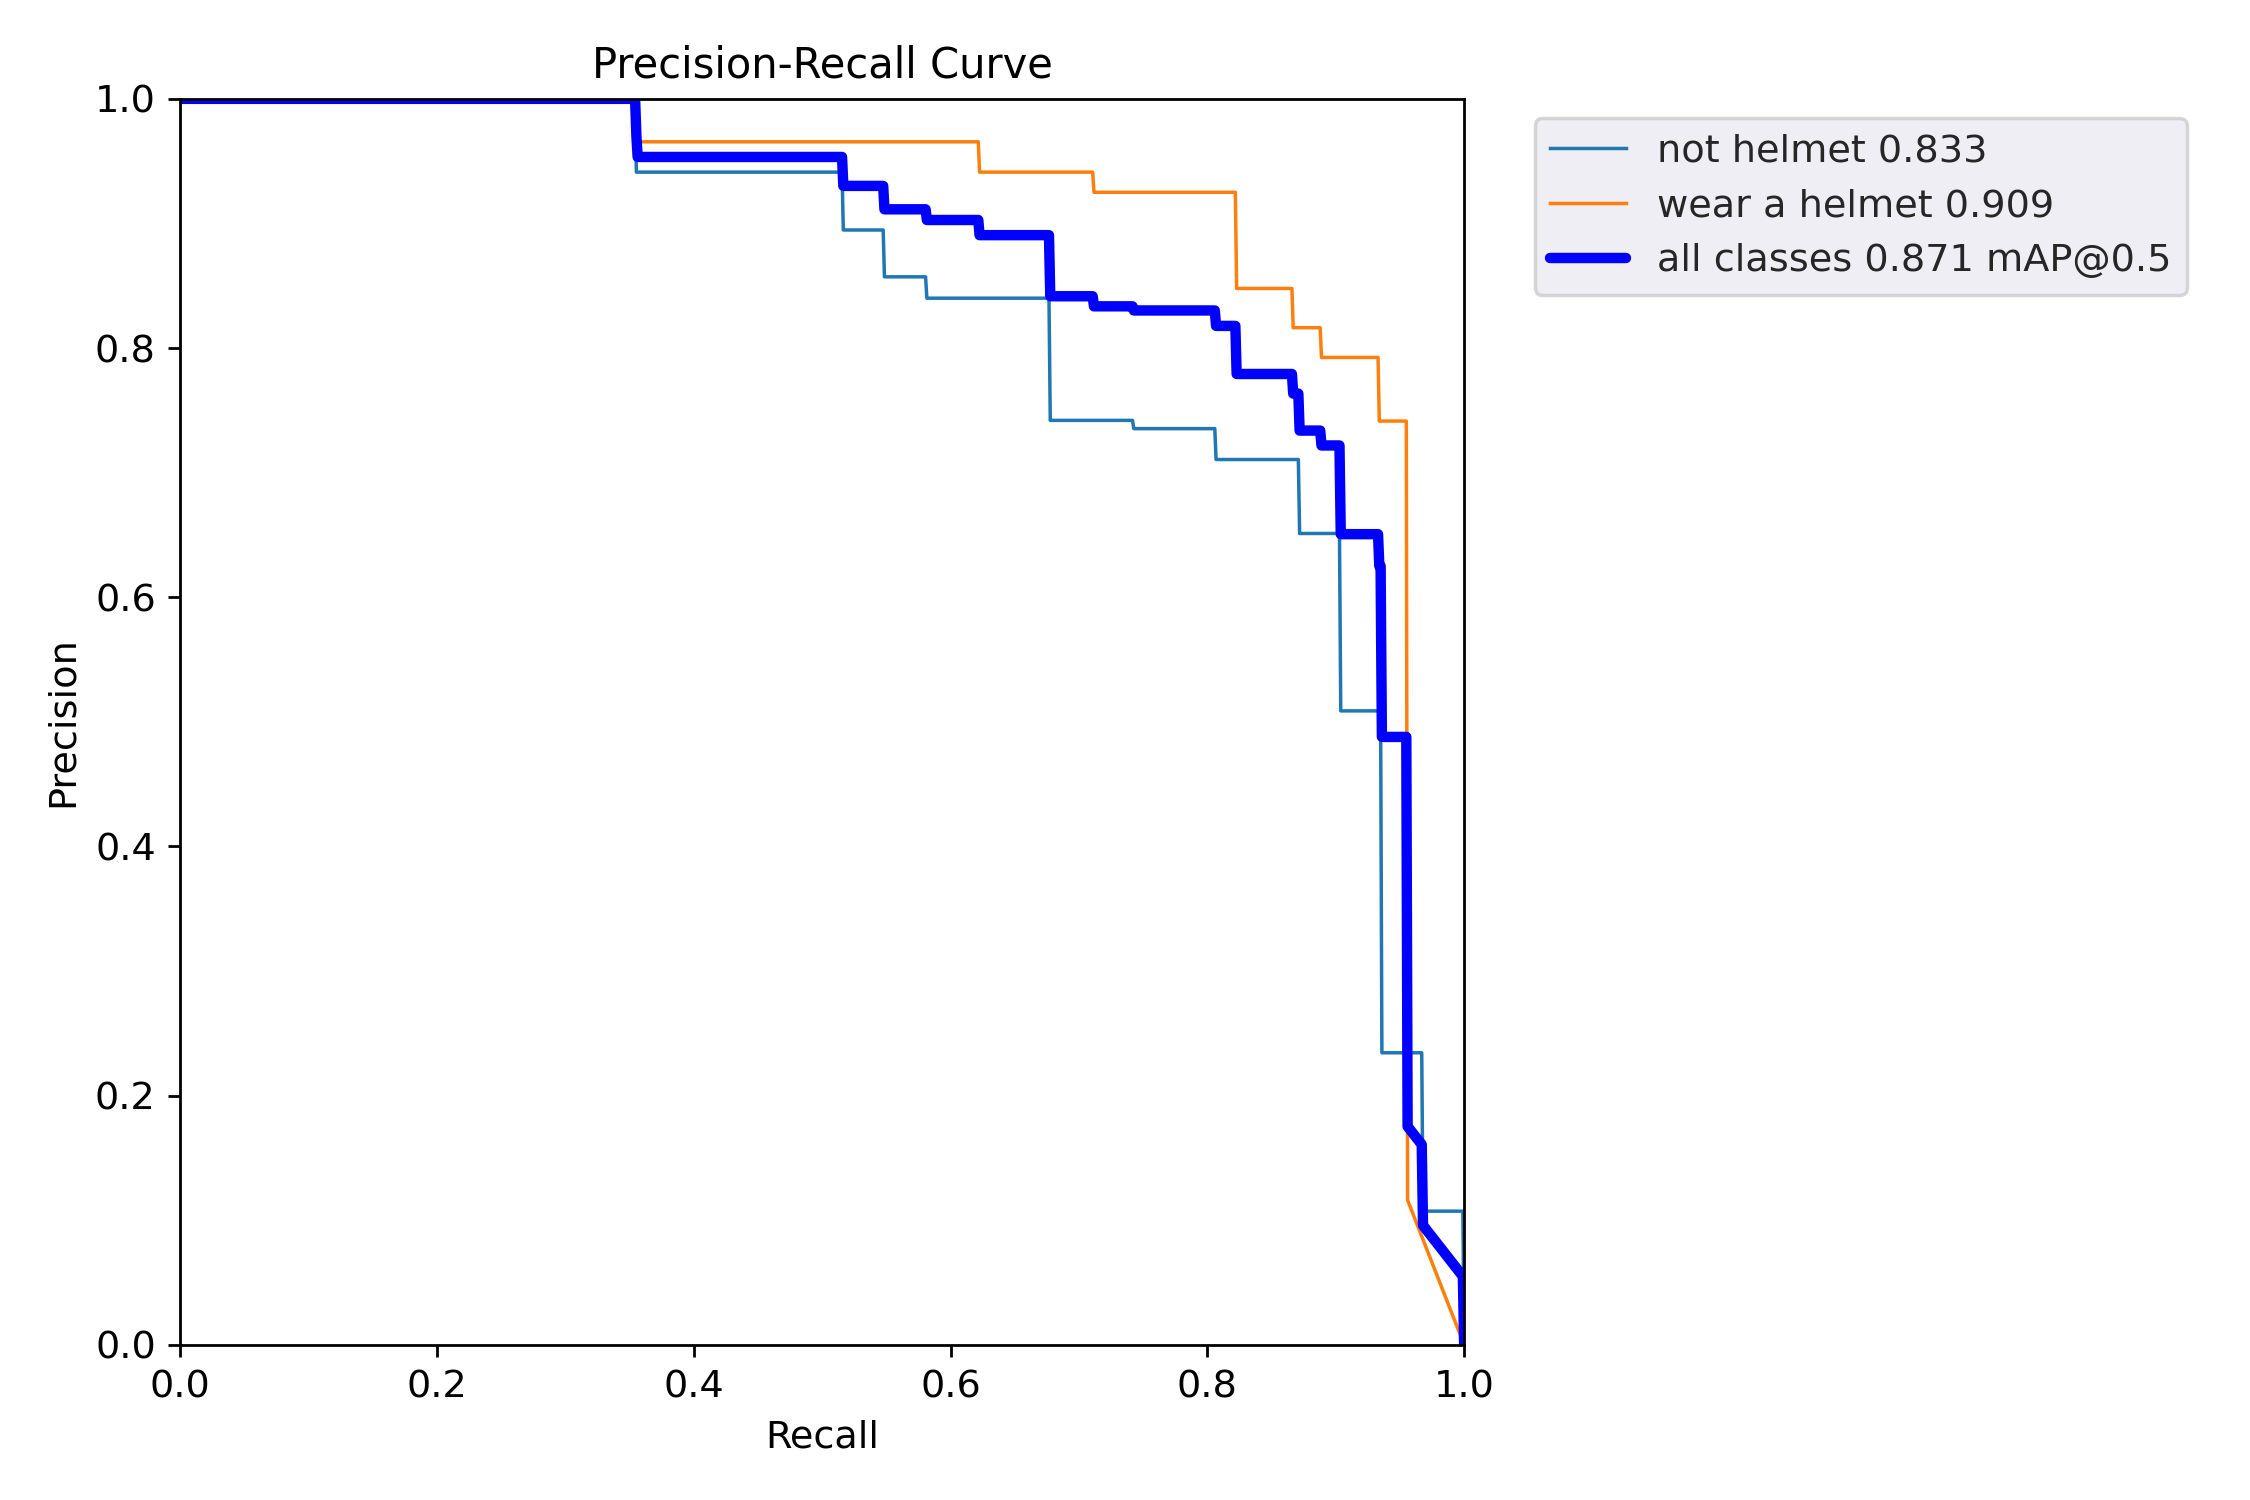 Precision-Recall Curve
1.0
0.8
0.6
0.4
0.2
0.0
Precision
0.0 0.2 0.4 0.6 0.8 1.0
Recall
not helmet 0.833
wear a helmet 0.909
all classes 0.871 mAP@0.5